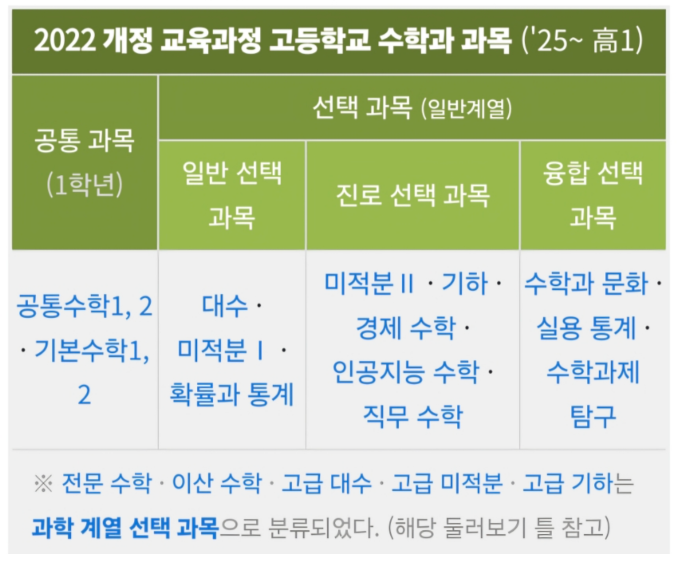 2022 개정 교육과정 고등학교 수학과 과목 ('25~ 高1)
공통 과목
(1학년)
선택 과목 (일반계열)
일반 선택
과목
진로 선택 과목
융합 선택
과목
공통수학1, 2
· 기본수학1,
2
대수 ·
미적분Ⅰ ·
확률과 통계
미적분Ⅱ · 기하 ·
경제 수학 ·
인공지능 수학 ·
직무 수학
수학과 문화 ·
실용 통계 ·
수학과제
탐구
※ 전문 수학 · 이산 수학 · 고급 대수 · 고급 미적분 · 고급 기하는
과학 계열 선택 과목으로 분류되었다. (해당 둘러보기 틀 참고)